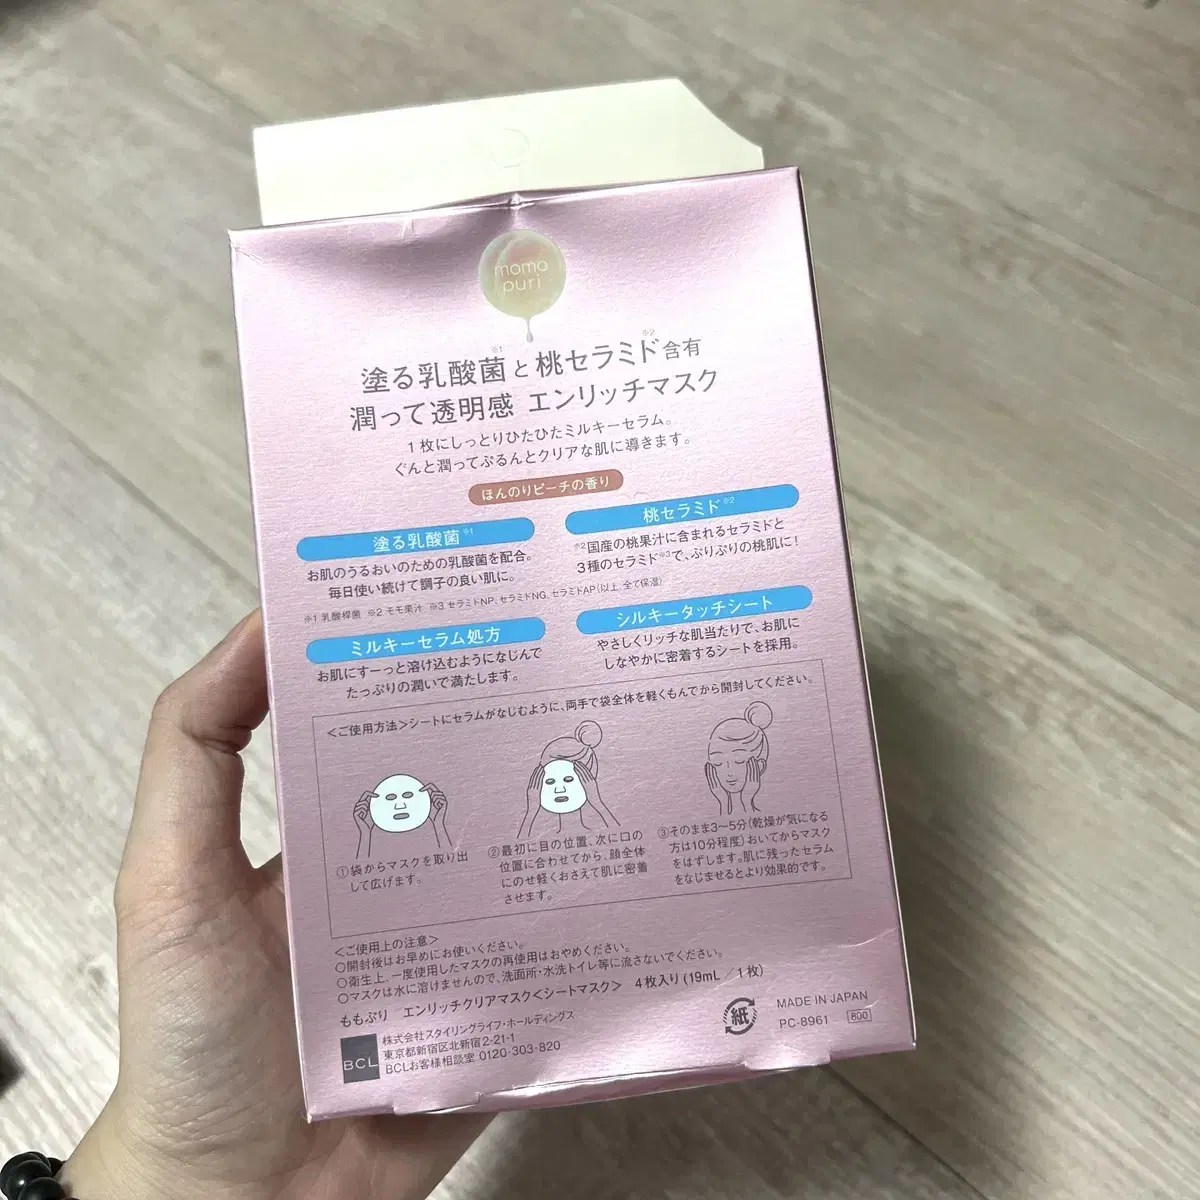 momo
puri
塗る乳酸菌※1と桃セラミド※2含有
潤って透明感 エンリッチマスク
1枚にしっとりひたひたミルキーセラム。
ぐんと潤ってぷるんとクリアな肌に導きます。
ほんのりピーチの香り
塗る乳酸菌※1
お肌のうるおいのための乳酸菌を配合。
毎日使い続けて調子の良い肌に。
桃セラミド※2
※2国産の桃果汁に含まれるセラミドと
3種のセラミド※3で、ぷりぷりの桃肌に!
※1 乳酸桿菌 ※2 モモ果汁 ※3 セラミドNP、セラミドNG、セラミドAP(以上、全て保湿)
ミルキーセラム処方
お肌にすーっと溶け込むようになじんで
たっぷりの潤いで満たします。
シルキータッチシート
やさしくリッチな肌当たりで、お肌に
しなやかに密着するシートを採用。
<ご使用方法>シートにセラムがなじむように、両手で袋全体を軽くもんでから開封してください。
①袋からマスクを取り出
して広げます。
②最初に目の位置、次に口の
位置に合わせてから、顔全体
にのせ軽くおさえて肌に密着
させます。
③そのまま3〜5分(乾燥が気になる
方は10分程度)おいてからマスク
をはずします。肌に残ったセラム
をなじませるとより効果的です。
<ご使用上の注意>
○開封後はお早めにお使いください。
○衛生上、一度使用したマスクの再使用はおやめください。
○マスクは水に溶けませんので、洗面所・水洗トイレ等に流さないでください。
ももぷり エンリッチクリアマスク<シートマスク> 4枚入り(19mL/1枚)
BCL
株式会社スタイリングライフ・ホールディングス
東京都新宿区北新宿2-21-1
BCLお客様相談室 0120-303-820
紙
MADE IN JAPAN
PC-8961 800